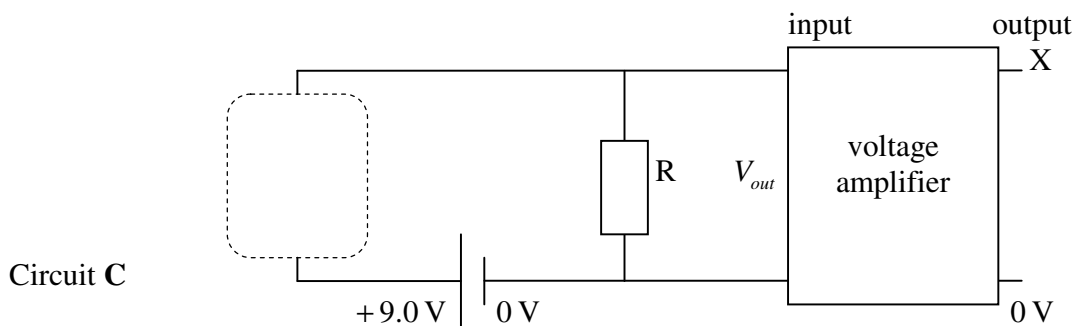 input output
X
voltage
amplifier
R
V_out
Circuit C
+9.0 V 0 V
0 V